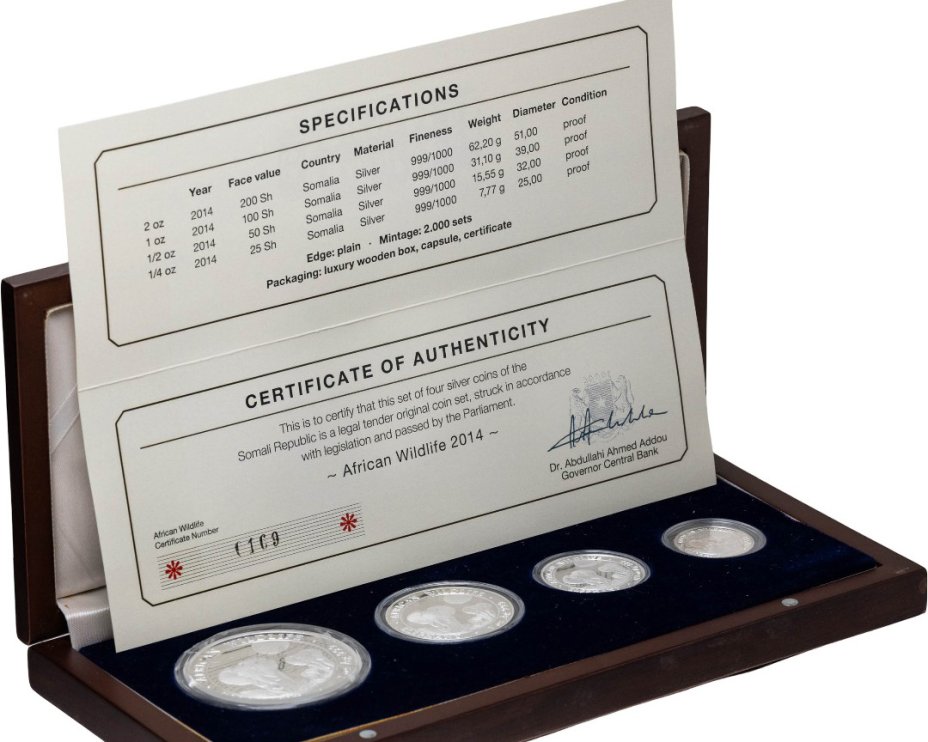 SPECIFICATIONS
Year Face value Country Material Fineness Weight Diameter Condition
2 oz 2014 200 Sh Somalia Silver 999/1000 62,20 g 51,00 proof
1 oz 2014 100 Sh Somalia Silver 999/1000 31,10 g 39,00 proof
1/2 oz 2014 50 Sh Somalia Silver 999/1000 15,55 g 32,00 proof
1/4 oz 2014 25 Sh Somalia Silver 999/1000 7,77 g 25,00 proof
Edge: plain · Mintage: 2.000 sets
Packaging: luxury wooden box, capsule, certificate
CERTIFICATE OF AUTHENTICITY
This is to certify that this set of four silver coins of the
Somali Republic is a legal tender original coin set, struck in accordance
with legislation and passed by the Parliament.
~ African Wildlife 2014 ~
Dr. Abdullahi Ahmed Addou
Governor Central Bank
African Wildlife
Certificate Number
AFRICAN WILDLIFE
AFRICAN WILDLIFE